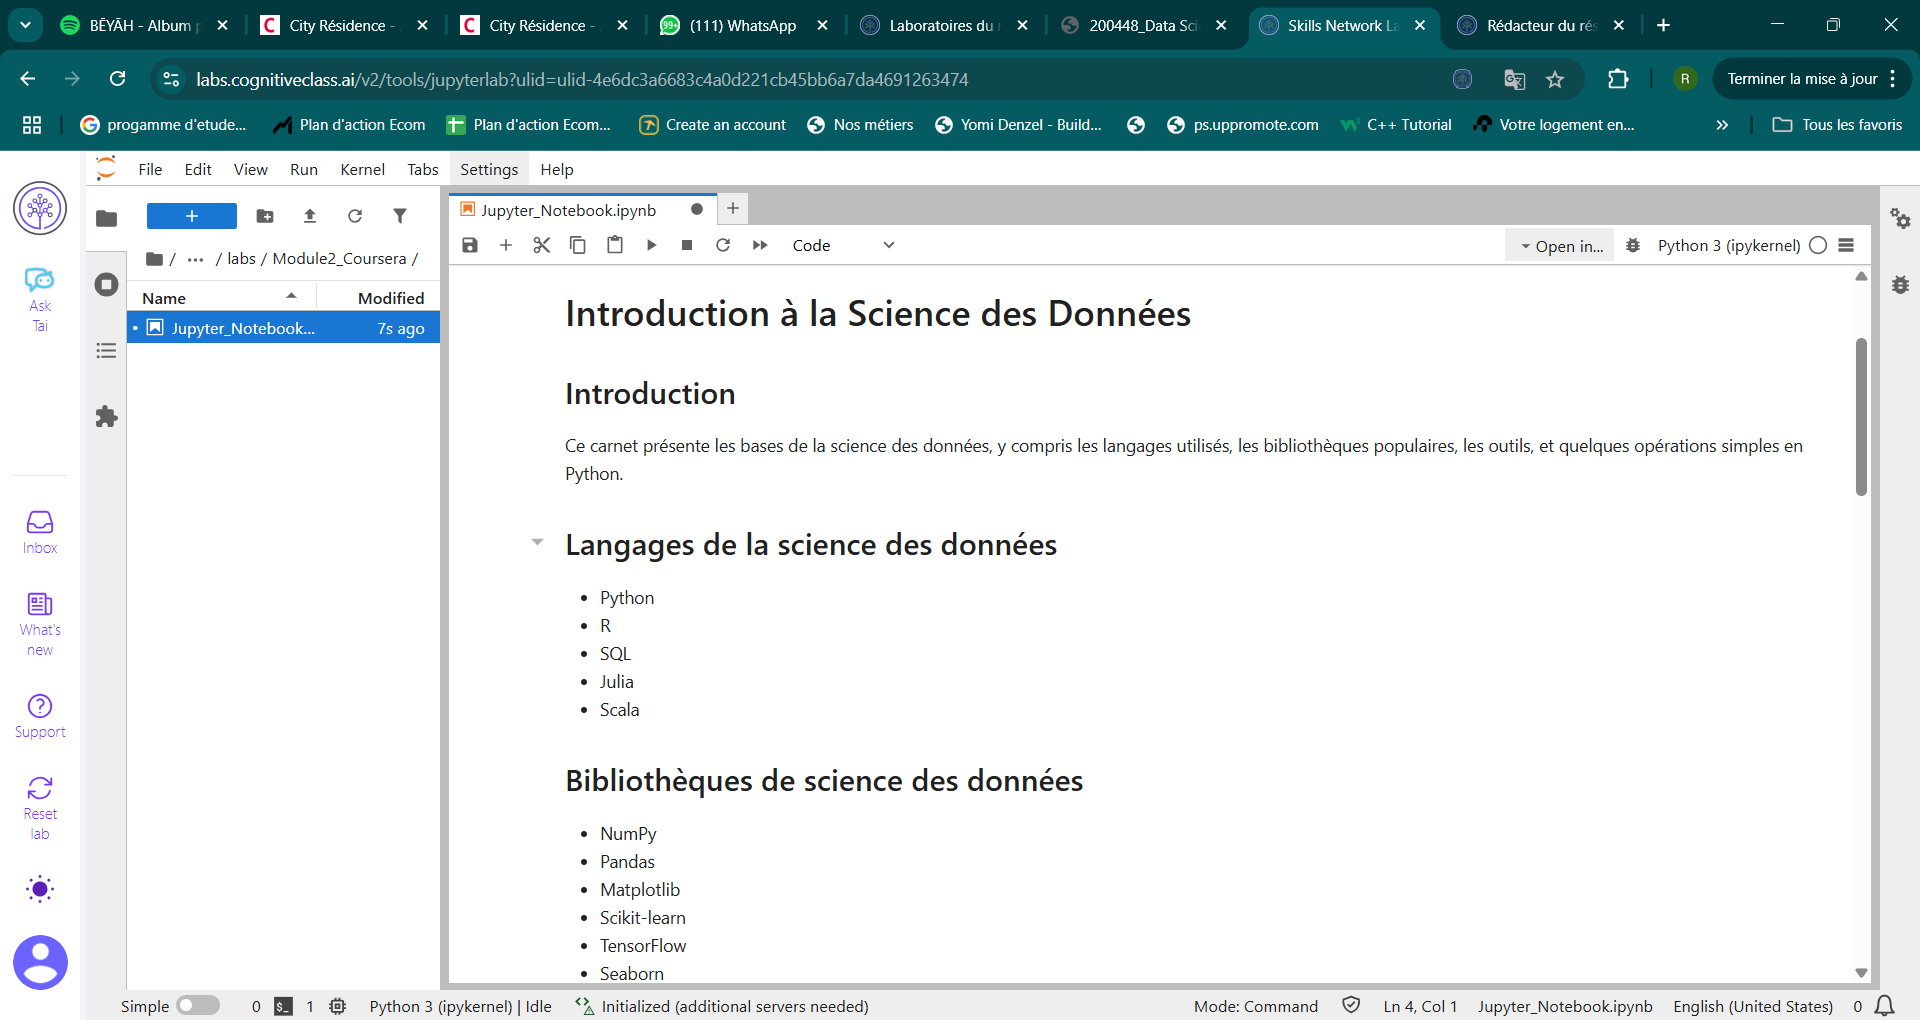 BĒYĀH - Album p
City Résidence -
City Résidence -
99+ (111) WhatsApp
Laboratoires du r
200448_Data Sci
Skills Network La
Rédacteur du rés
labs.cognitiveclass.ai/v2/tools/jupyterlab?ulid=ulid-4e6dc3a6683c4a0d221cb45bb6a7da4691263474
R
Terminer la mise à jour
progamme d'etude...
Plan d'action Ecom
Plan d'action Ecom...
Create an account
Nos métiers
Yomi Denzel - Build...
ps.uppromote.com
C++ Tutorial
Votre logement en...
Tous les favoris
File Edit View Run Kernel Tabs Settings Help
Jupyter_Notebook.ipynb
Code
Open in...
Python 3 (ipykernel)
/ ... / labs / Module2_Coursera /
Name Modified
Jupyter_Notebook... 7s ago
Ask
Tai
Inbox
What's
new
Support
Reset
lab
Introduction à la Science des Données
Introduction
Ce carnet présente les bases de la science des données, y compris les langages utilisés, les bibliothèques populaires, les outils, et quelques opérations simples en
Python.
Langages de la science des données
• Python
• R
• SQL
• Julia
• Scala
Bibliothèques de science des données
• NumPy
• Pandas
• Matplotlib
• Scikit-learn
• TensorFlow
• Seaborn
Simple 0 1 Python 3 (ipykernel) | Idle Initialized (additional servers needed) Mode: Command Ln 4, Col 1 Jupyter_Notebook.ipynb English (United States) 0